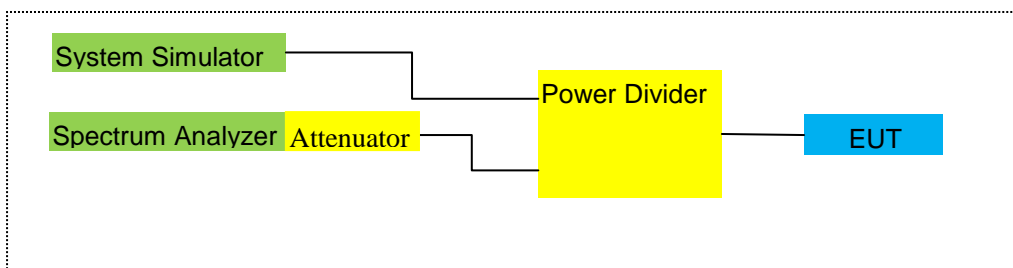 System Simulator
Power Divider
Spectrum Analyzer Attenuator
EUT